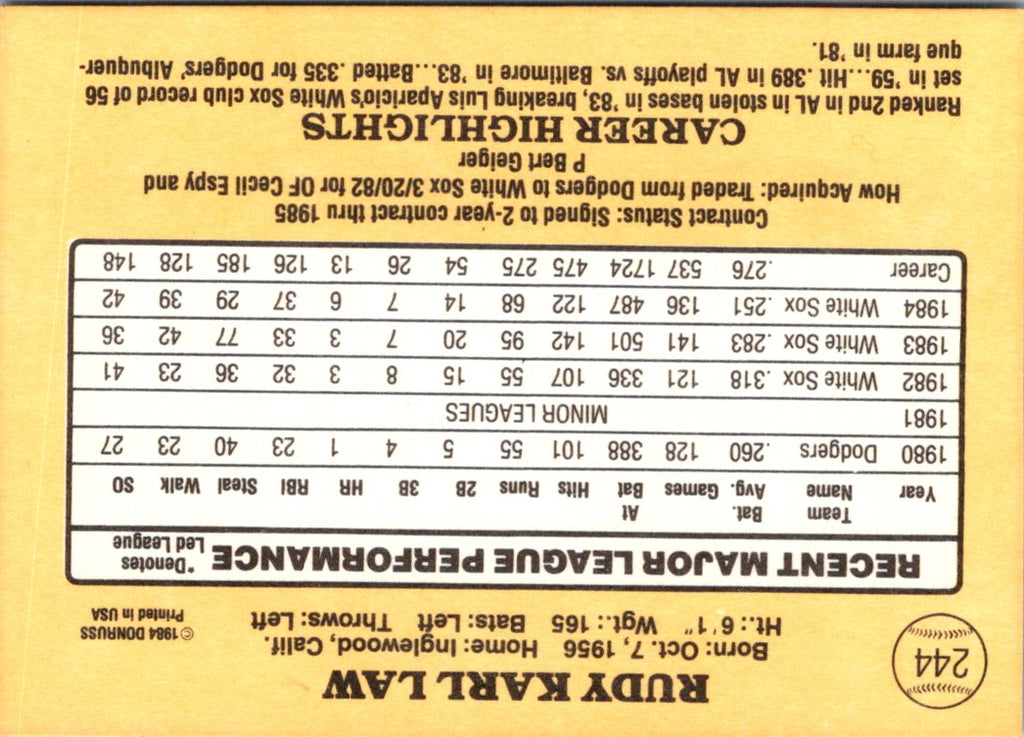 244
RUDY KARL LAW
Born: Oct. 7, 1956 Home: Inglewood, Calif.
Ht.: 6'1" Wgt.: 165 Bats: Left Throws: Left
©1984 DONRUSS
Printed in USA
RECENT MAJOR LEAGUE PERFORMANCE *Denotes Led League
Year Team Name Bat. Avg. Games At Bat Hits Runs 2B 3B HR RBI Steal Walk SO
1980 Dodgers .260 128 388 101 55 5 4 1 23 40 23 27
1981 MINOR LEAGUES
1982 White Sox .318 121 336 107 55 15 8 3 32 36 23 41
1983 White Sox .283 141 501 142 95 20 7 3 33 77 42 36
1984 White Sox .251 136 487 122 68 14 7 6 37 29 39 42
Career .276 537 1724 475 275 54 26 13 126 185 128 148
Contract Status: Signed to 2-year contract thru 1985
How Acquired: Traded from Dodgers to White Sox 3/20/82 for OF Cecil Espy and
P Bert Geiger
CAREER HIGHLIGHTS
Ranked 2nd in AL in stolen bases in '83, breaking Luis Aparicio's White Sox club record of 56
set in '59...Hit .389 in AL playoffs vs. Baltimore in '83...Batted .335 for Dodgers' Albuquer-
que farm in '81.